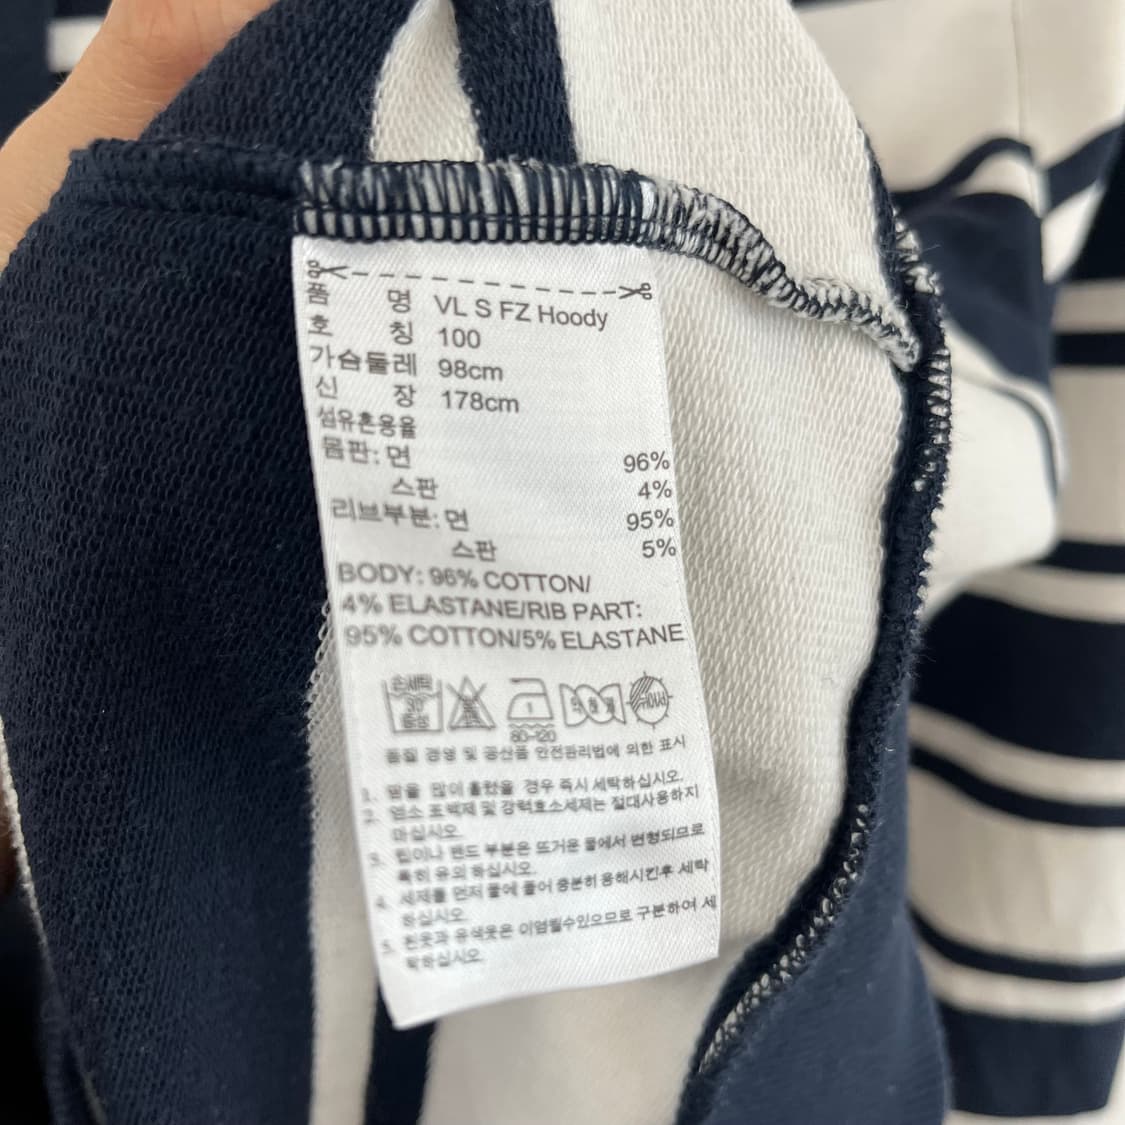 품 명 VL S FZ Hoody
호 칭 100
가슴둘레 98cm
신 장 178cm
섬유혼용율
몸판: 면 96%
스판 4%
리브부분: 면 95%
스판 5%
BODY: 96% COTTON/
4% ELASTANE/RIB PART:
95% COTTON/5% ELASTANE
손세탁
30°
중성
1
80~120
품질 경영 및 공산품 안전관리법에 의한 표시
1. 땀을 많이 흘렸을 경우 즉시 세탁하십시오.
2. 염소 표백제 및 강력효소세제는 절대사용하지
마십시오.
3. 립이나 밴드 부분은 뜨거운 물에서 변형되므로
특히 유의 하십시오.
4. 세제를 먼저 물에 풀어 충분히 용해시킨후 세탁
하십시오.
5. 흰옷과 유색옷은 이염될수있으므로 구분하여 세
탁하십시오.